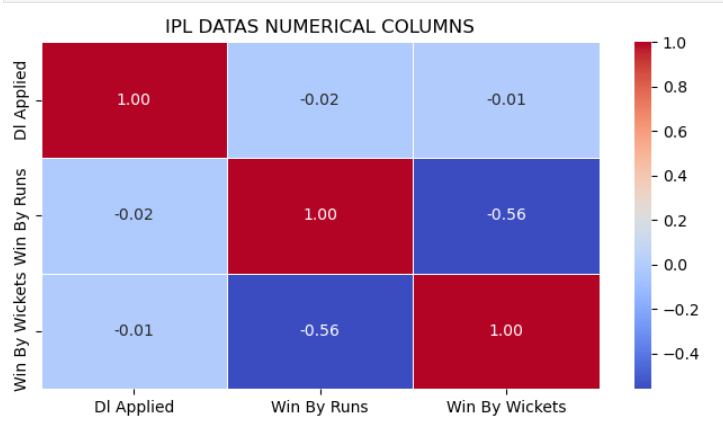 IPL DATAS NUMERICAL COLUMNS
Dl Applied
1.00 -0.02 -0.01
Win By Runs
-0.02 1.00 -0.56
Win By Wickets
-0.01 -0.56 1.00
Dl Applied Win By Runs Win By Wickets
1.0
0.8
0.6
0.4
0.2
0.0
−0.2
−0.4